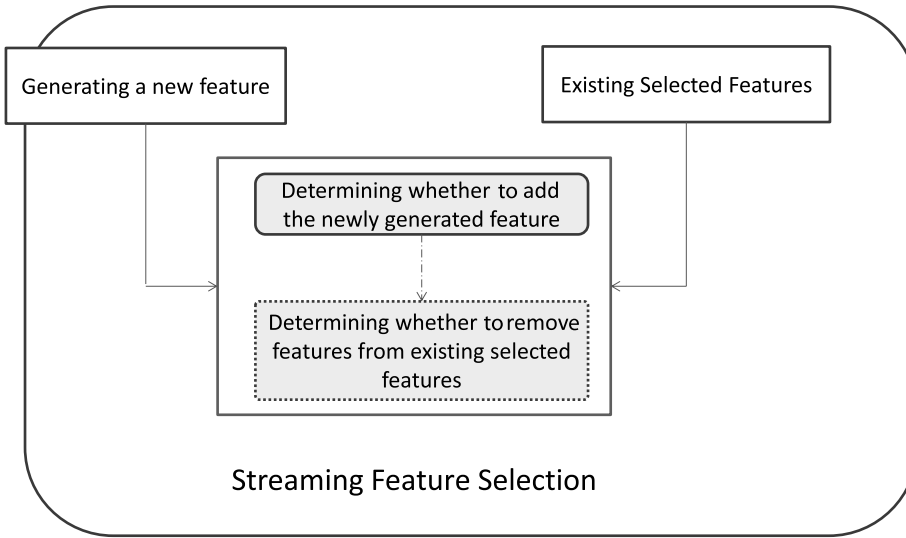 Generating a new feature
Existing Selected Features
Determining whether to add
the newly generated feature
Determining whether to remove
features from existing selected
features
Streaming Feature Selection